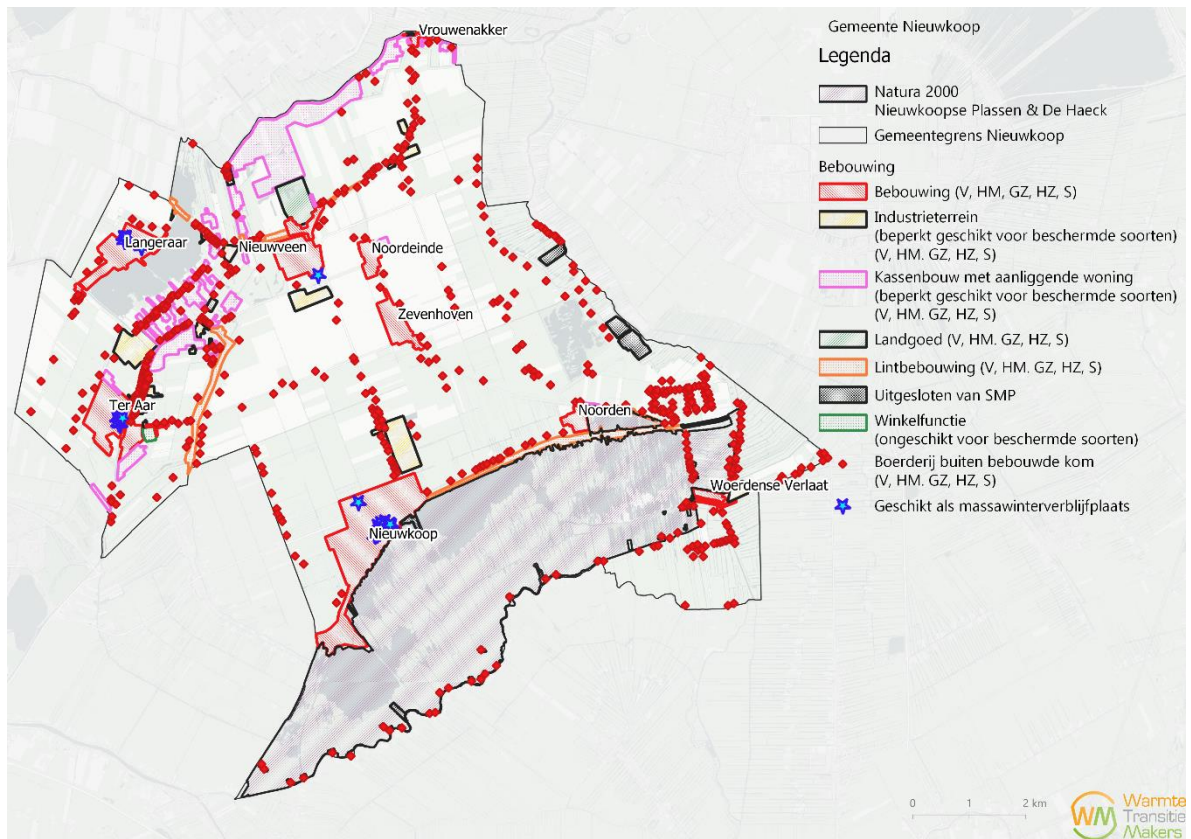 Vrouwenakker
Langeraar
Nieuwveen
Noordeinde
Zevenhoven
Ter Aar
Noorden
Woerdense Verlaat
Nieuwkoop
Gemeente Nieuwkoop
Legenda
Natura 2000
Nieuwkoopse Plassen & De Haeck
Gemeentegrens Nieuwkoop
Bebouwing
Bebouwing (V, HM, GZ, HZ, S)
Industrieterrein
(beperkt geschikt voor beschermde soorten)
(V, HM. GZ, HZ, S)
Kassenbouw met aanliggende woning
(beperkt geschikt voor beschermde soorten)
(V, HM. GZ, HZ, S)
Landgoed (V, HM. GZ, HZ, S)
Lintbebouwing (V, HM. GZ, HZ, S)
Uitgesloten van SMP
Winkelfunctie
(ongeschikt voor beschermde soorten)
Boerderij buiten bebouwde kom
(V, HM. GZ, HZ, S)
Geschikt als massawinterverblijfplaats
0 1 2 km
WM
Warmte
Transitie
Makers